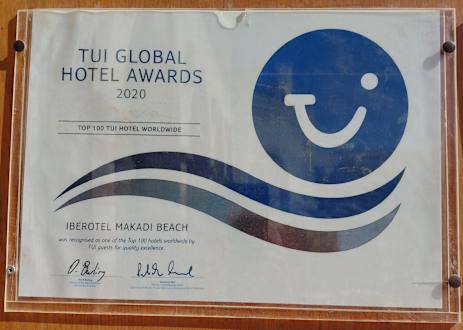 TUI GLOBAL
HOTEL AWARDS
2020
TOP 100 TUI HOTEL WORLDWIDE
IBEROTEL MAKADI BEACH
was recognised as one of the Top 100 hotels worldwide by
TUI guests for quality excellence.